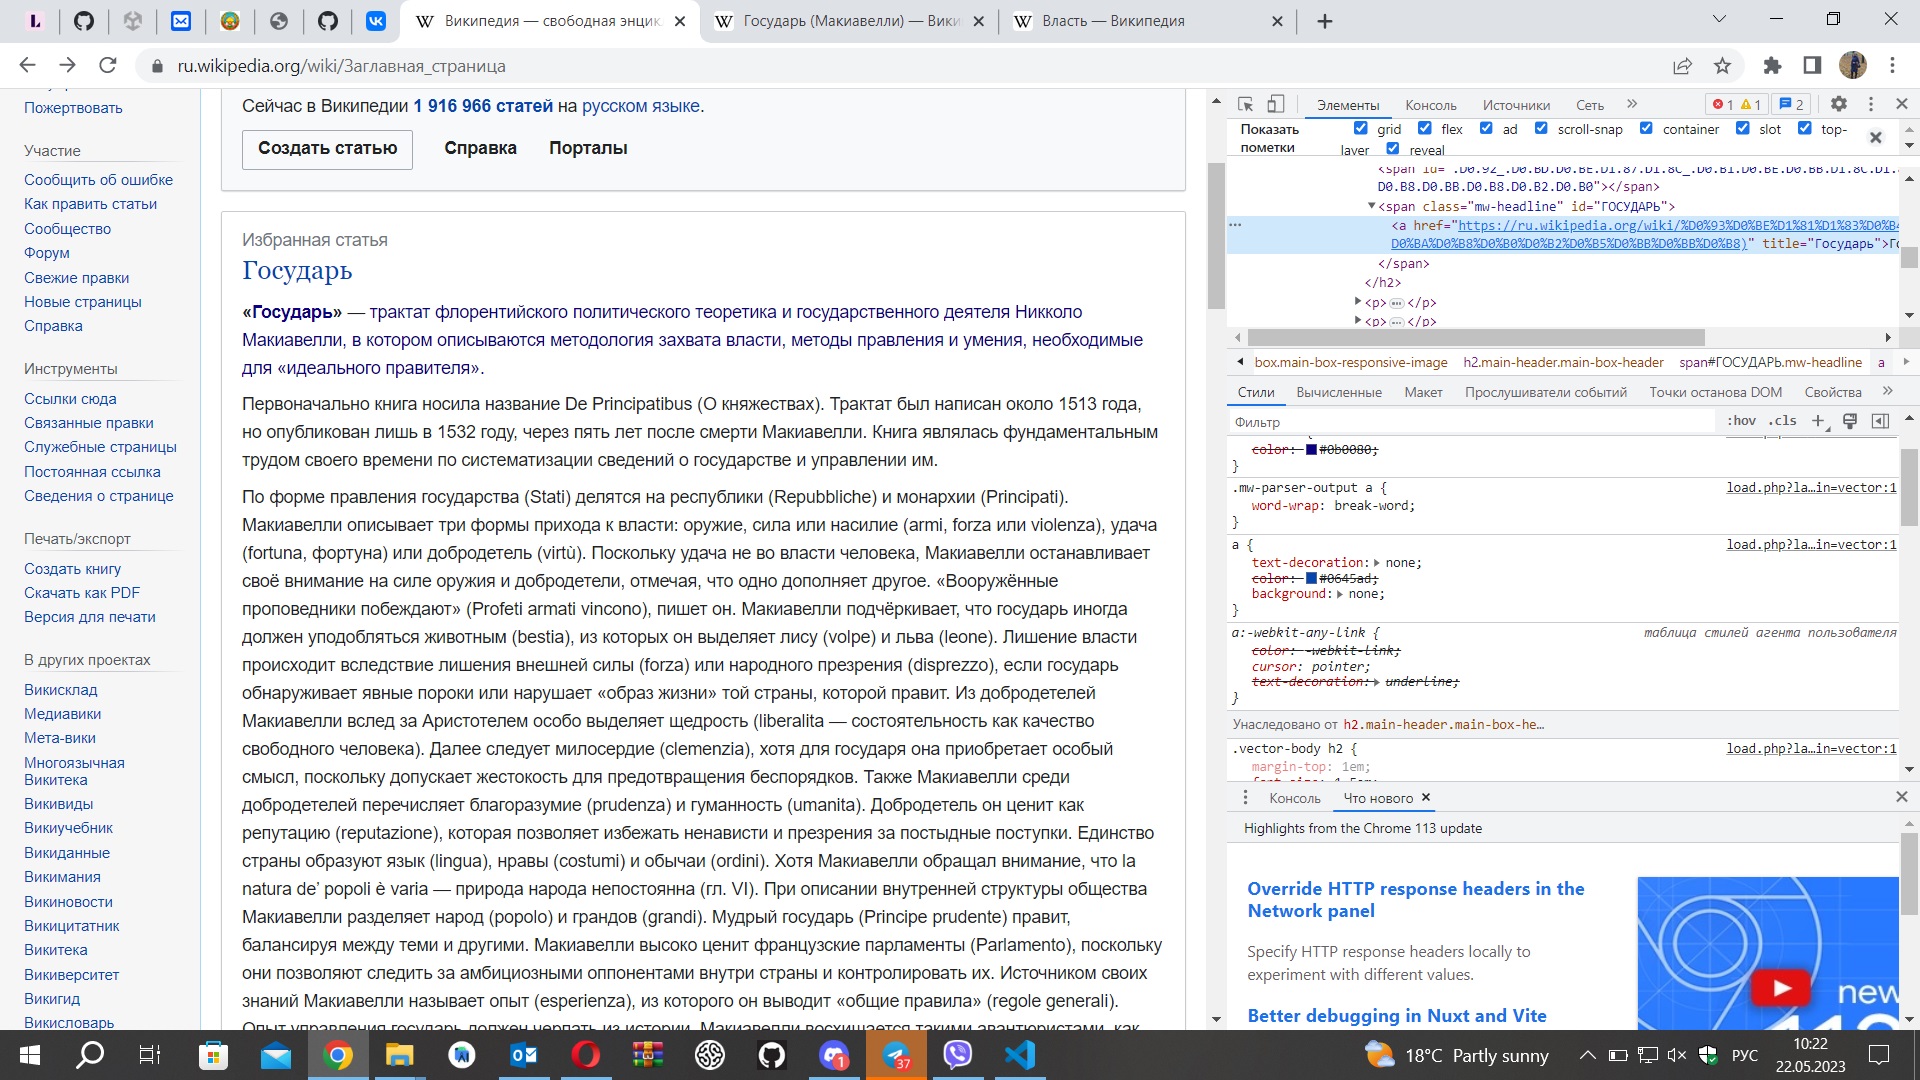 Википедия — свободная энцик
Государь (Макиавелли) — Вики
Власть — Википедия
ru.wikipedia.org/wiki/Заглавная_страница
Пожертвовать
Участие
Сообщить об ошибке
Как править статьи
Сообщество
Форум
Свежие правки
Новые страницы
Справка
Инструменты
Ссылки сюда
Связанные правки
Служебные страницы
Постоянная ссылка
Сведения о странице
Печать/экспорт
Создать книгу
Скачать как PDF
Версия для печати
В других проектах
Викисклад
Медиавики
Мета-вики
Многоязычная
Викитека
Викивиды
Викиучебник
Викиданные
Викимания
Викиновости
Викицитатник
Викитека
Викиверситет
Викигид
Викисловарь
Сейчас в Википедии 1 916 966 статей на русском языке.
Создать статью Справка Порталы
Избранная статья
Государь
«Государь» — трактат флорентийского политического теоретика и государственного деятеля Никколо
Макиавелли, в котором описываются методология захвата власти, методы правления и умения, необходимые
для «идеального правителя».
Первоначально книга носила название De Principatibus (О княжествах). Трактат был написан около 1513 года,
но опубликован лишь в 1532 году, через пять лет после смерти Макиавелли. Книга являлась фундаментальным
трудом своего времени по систематизации сведений о государстве и управлении им.
По форме правления государства (Stati) делятся на республики (Repubbliche) и монархии (Principati).
Макиавелли описывает три формы прихода к власти: оружие, сила или насилие (armi, forza или violenza), удача
(fortuna, фортуна) или добродетель (virtù). Поскольку удача не во власти человека, Макиавелли останавливает
своё внимание на силе оружия и добродетели, отмечая, что одно дополняет другое. «Вооружённые
проповедники побеждают» (Profeti armati vincono), пишет он. Макиавелли подчёркивает, что государь иногда
должен уподобляться животным (bestia), из которых он выделяет лису (volpe) и льва (leone). Лишение власти
происходит вследствие лишения внешней силы (forza) или народного презрения (disprezzo), если государь
обнаруживает явные пороки или нарушает «образ жизни» той страны, которой правит. Из добродетелей
Макиавелли вслед за Аристотелем особо выделяет щедрость (liberalita — состоятельность как качество
свободного человека). Далее следует милосердие (clemenzia), хотя для государя она приобретает особый
смысл, поскольку допускает жестокость для предотвращения беспорядков. Также Макиавелли среди
добродетелей перечисляет благоразумие (prudenza) и гуманность (umanita). Добродетель он ценит как
репутацию (reputazione), которая позволяет избежать ненависти и презрения за постыдные поступки. Единство
страны образуют язык (lingua), нравы (costumi) и обычаи (ordini). Хотя Макиавелли обращал внимание, что la
natura de' popoli è varia — природа народа непостоянна (гл. VI). При описании внутренней структуры общества
Макиавелли разделяет народ (popolo) и грандов (grandi). Мудрый государь (Principe prudente) правит,
балансируя между теми и другими. Макиавелли высоко ценит французские парламенты (Parlamento), поскольку
они позволяют следить за амбициозными оппонентами внутри страны и контролировать их. Источником своих
знаний Макиавелли называет опыт (esperienza), из которого он выводит «общие правила» (regole generali).
Опыт управления государь должен черпать из истории. Макиавелли восхищается такими авантюристами, как
Элементы Консоль Источники Сеть » 1 1 2
Показать пометки grid flex ad scroll-snap container slot top-layer reveal
D0.B8.D0.BB.D0.B8.D0.B2.D0.B0"></span>
<span class="mw-headline" id="ГОСУДАРЬ">
<a href="https://ru.wikipedia.org/wiki/%D0%93%D0%BE%D1%81%D1%83%D0%B4
D0%BA%D0%B8%D0%B0%D0%B2%D0%B5%D0%BB%D0%BB%D0%B8)" title="Государь">Го
</span>
</h2>
<p> … </p>
<p> … </p>
box.main-box-responsive-image h2.main-header.main-box-header span#ГОСУДАРЬ.mw-headline a
Стили Вычисленные Макет Прослушиватели событий Точки останова DOM Свойства »
Фильтр :hov .cls +
color: #0b0080;
}
.mw-parser-output a { load.php?la…in=vector:1
word-wrap: break-word;
}
a { load.php?la…in=vector:1
text-decoration: none;
color: #0645ad;
background: none;
}
a:-webkit-any-link { таблица стилей агента пользователя
color: -webkit-link;
cursor: pointer;
text-decoration: underline;
}
Унаследовано от h2.main-header.main-box-he…
.vector-body h2 { load.php?la…in=vector:1
margin-top: 1em;
font-size: 1.5em;
Консоль Что нового
Highlights from the Chrome 113 update
Override HTTP response headers in the
Network panel
Specify HTTP response headers locally to
experiment with different values.
Better debugging in Nuxt and Vite
new
113
1
37
18°C Partly sunny
РУС
10:22
22.05.2023